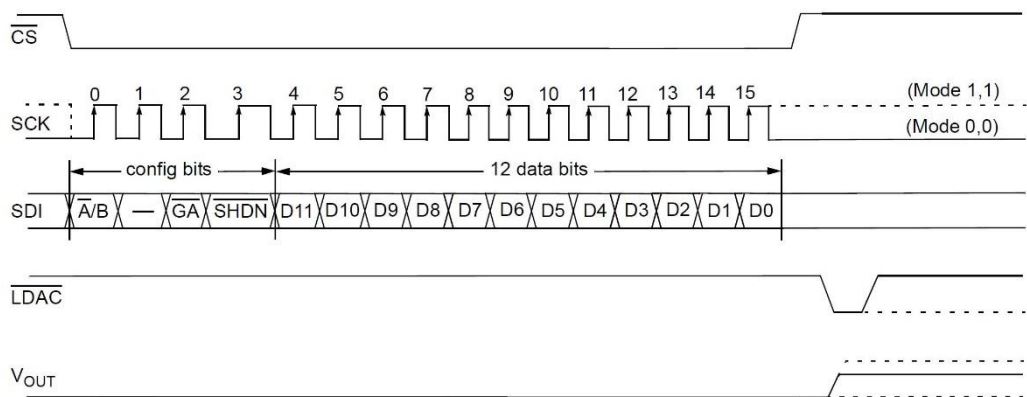 CS
0 1 2 3 4 5 6 7 8 9 10 11 12 13 14 15
(Mode 1,1)
SCK
(Mode 0,0)
config bits
12 data bits
SDI
A/B — GA SHDN D11 D10 D9 D8 D7 D6 D5 D4 D3 D2 D1 D0
LDAC
VOUT